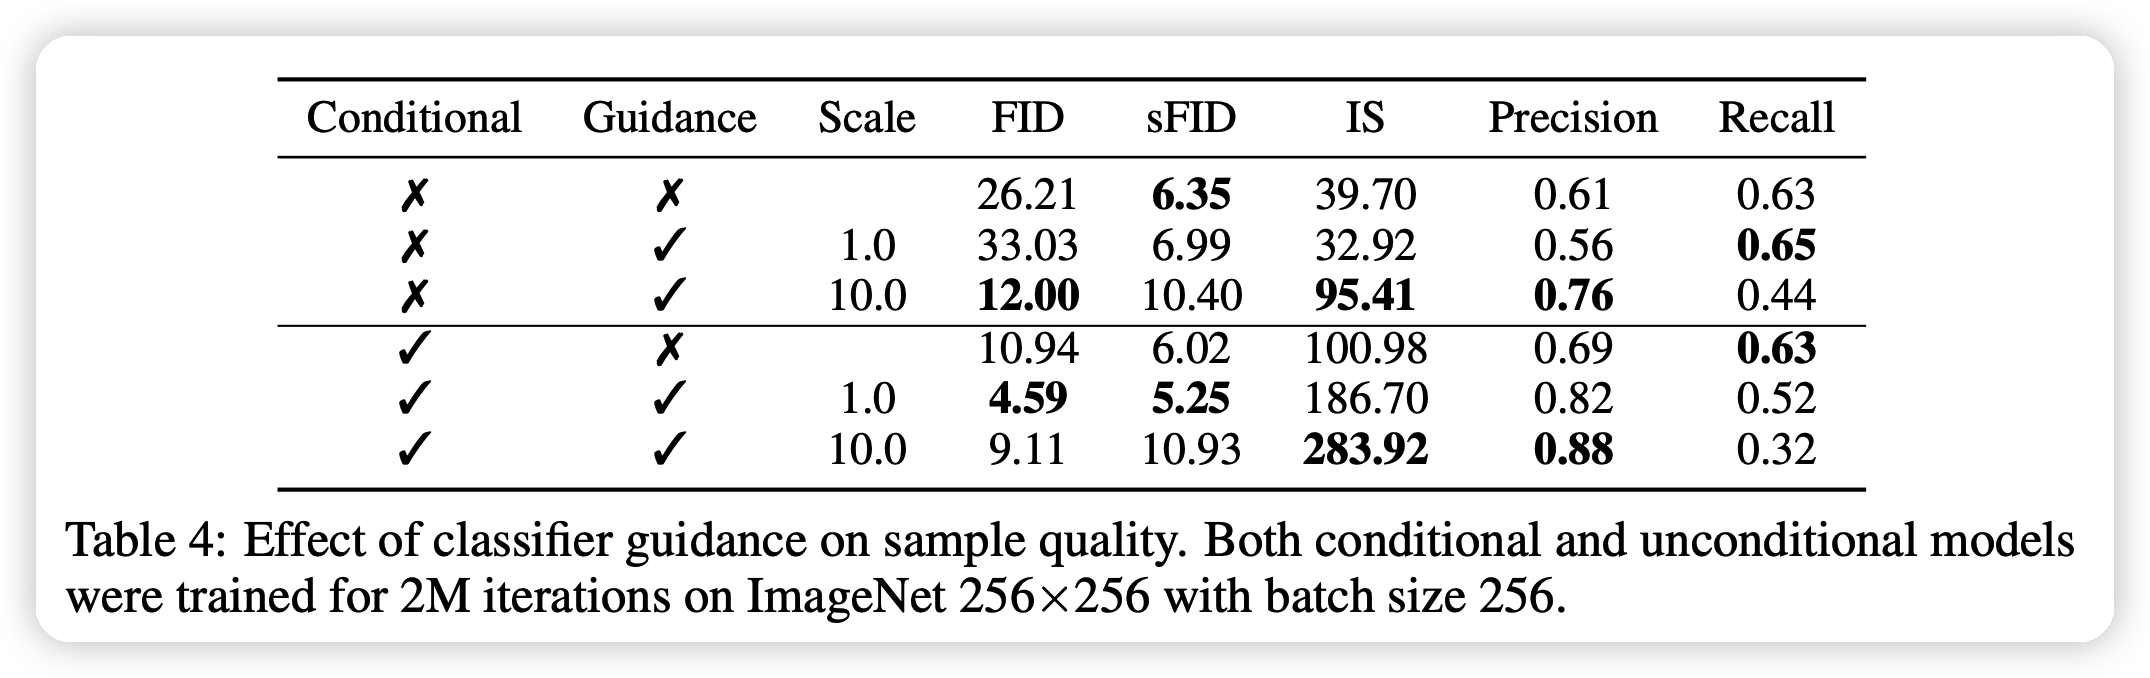 Conditional Guidance Scale FID sFID IS Precision Recall
✗ ✗ 26.21 6.35 39.70 0.61 0.63
✗ ✓ 1.0 33.03 6.99 32.92 0.56 0.65
✗ ✓ 10.0 12.00 10.40 95.41 0.76 0.44
✓ ✗ 10.94 6.02 100.98 0.69 0.63
✓ ✓ 1.0 4.59 5.25 186.70 0.82 0.52
✓ ✓ 10.0 9.11 10.93 283.92 0.88 0.32
Table 4: Effect of classifier guidance on sample quality. Both conditional and unconditional models
were trained for 2M iterations on ImageNet 256×256 with batch size 256.